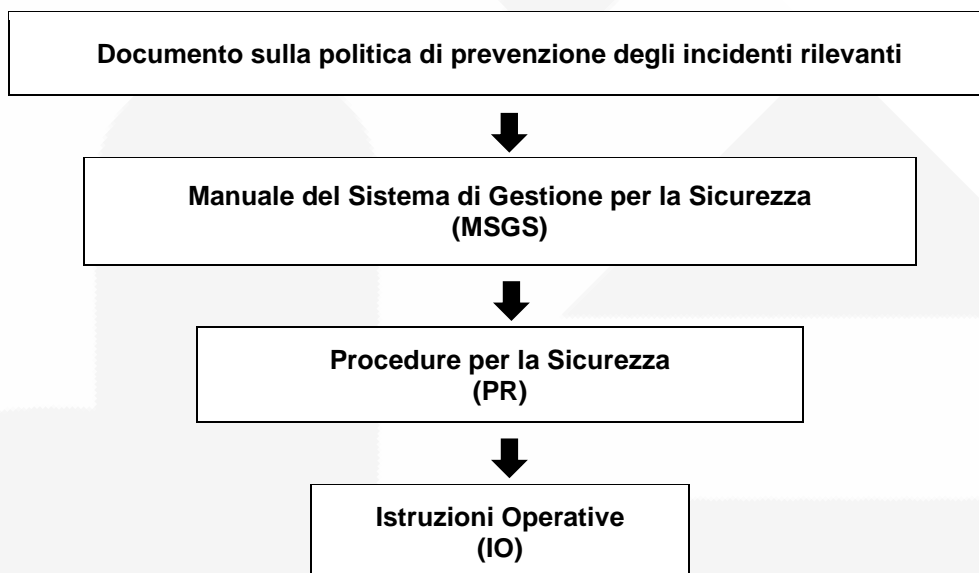 Documento sulla politica di prevenzione degli incidenti rilevanti
Manuale del Sistema di Gestione per la Sicurezza
(MSGS)
Procedure per la Sicurezza
(PR)
Istruzioni Operative
(IO)